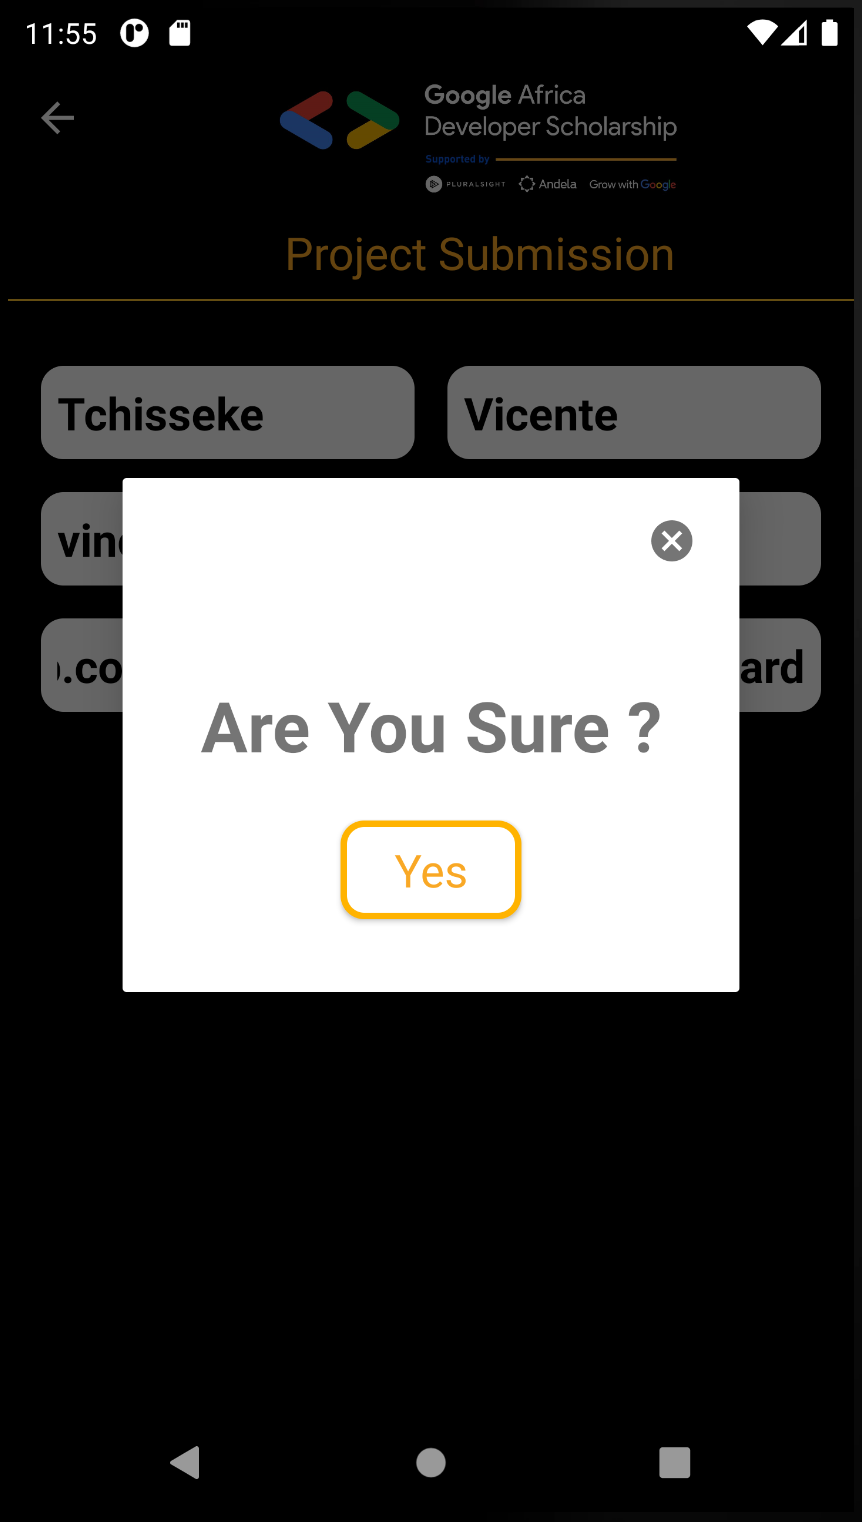 11:55
Google Africa
Developer Scholarship
Supported by
PLURALSIGHT Andela Grow with Google
Project Submission
Tchisseke Vicente
.co ard
Are You Sure ?
Yes